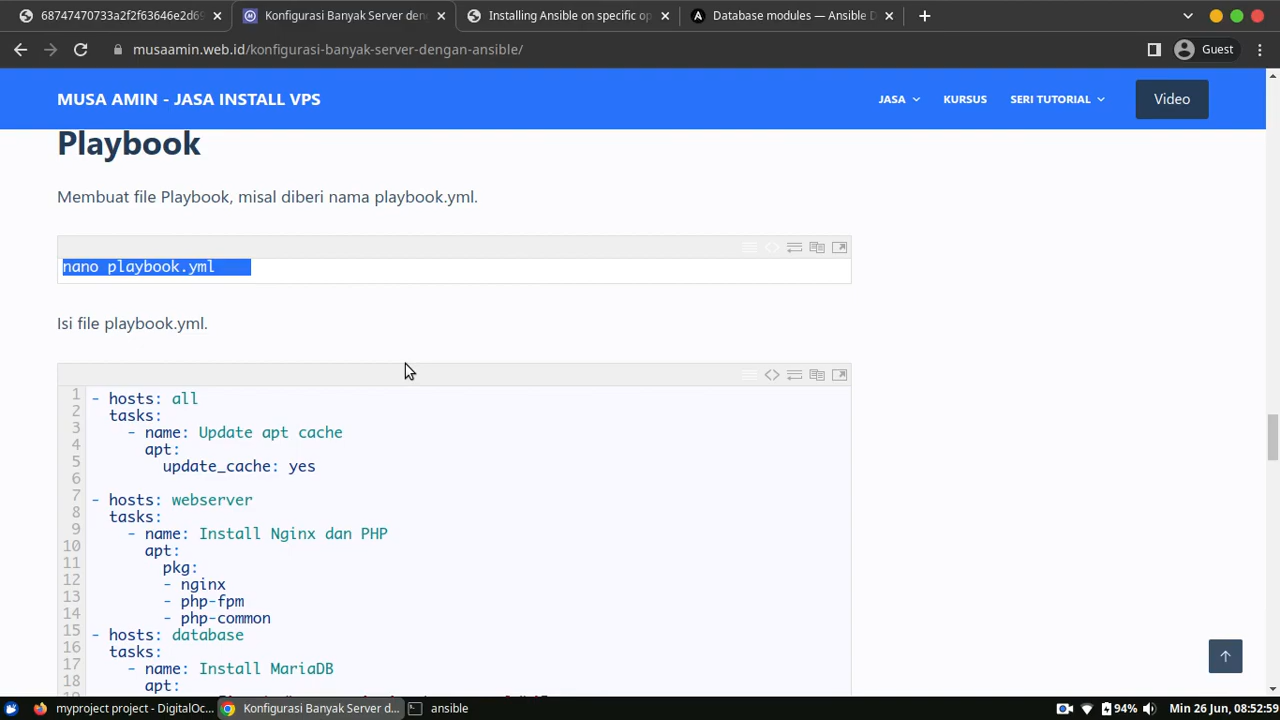 68747470733a2f2f63646e2d69
Konfigurasi Banyak Server den
Installing Ansible on specific op
Database modules — Ansible D
musaamin.web.id/konfigurasi-banyak-server-dengan-ansible/
Guest
MUSA AMIN - JASA INSTALL VPS
JASA
KURSUS
SERI TUTORIAL
Video
Playbook
Membuat file Playbook, misal diberi nama playbook.yml.
nano playbook.yml
Isi file playbook.yml.
1 - hosts: all
2 tasks:
3 - name: Update apt cache
4 apt:
5 update_cache: yes
6
7 - hosts: webserver
8 tasks:
9 - name: Install Nginx dan PHP
10 apt:
11 pkg:
12 - nginx
13 - php-fpm
14 - php-common
15 - hosts: database
16 tasks:
17 - name: Install MariaDB
18 apt:
myproject project - DigitalOc...
Konfigurasi Banyak Server d...
ansible
94%
Min 26 Jun, 08:52:59